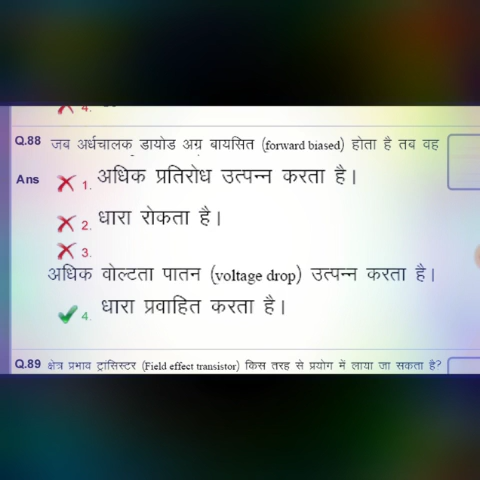 4.
Q.88 जब अर्धचालक डायोड अग्र बायसित (forward biased) होता है तब वह
Ans 1. अधिक प्रतिरोध उत्पन्न करता है।
2. धारा रोकता है।
3.
अधिक वोल्टता पातन (voltage drop) उत्पन्न करता है।
4. धारा प्रवाहित करता है।
Q.89 क्षेत्र प्रभाव ट्रांसिस्टर (Field effect transistor) किस तरह से प्रयोग में लाया जा सकता है?